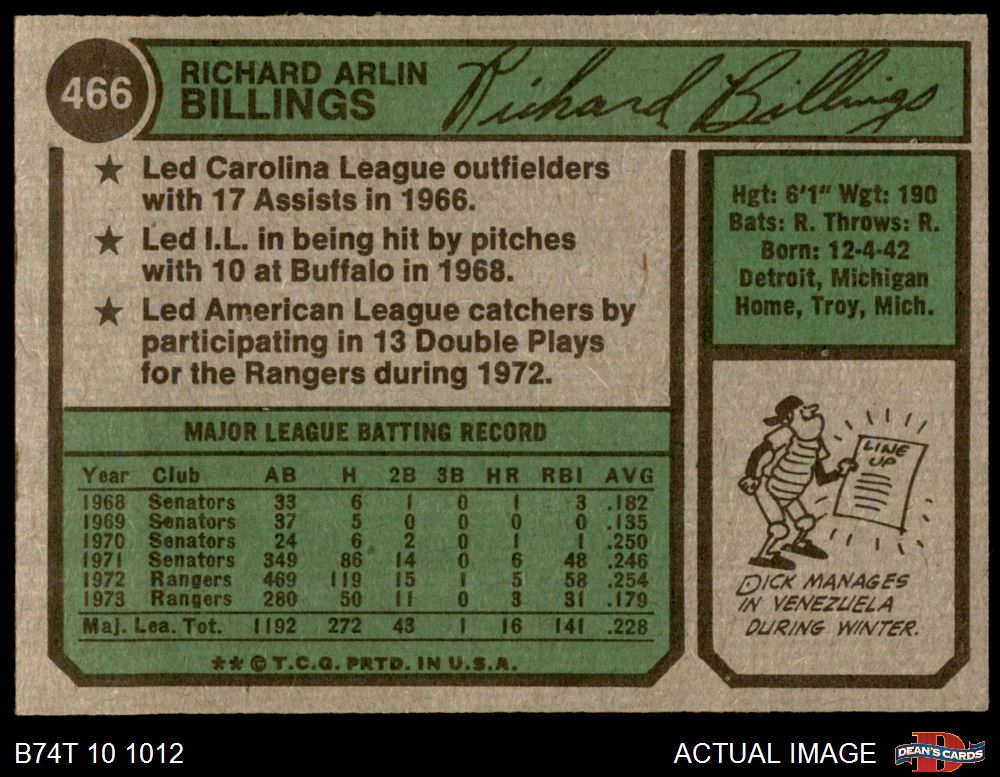 466
RICHARD ARLIN
BILLINGS
Richard Billings
★ Led Carolina League outfielders
with 17 Assists in 1966.
★ Led I.L. in being hit by pitches
with 10 at Buffalo in 1968.
★ Led American League catchers by
participating in 13 Double Plays
for the Rangers during 1972.
Hgt: 6'1" Wgt: 190
Bats: R. Throws: R.
Born: 12-4-42
Detroit, Michigan
Home, Troy, Mich.
MAJOR LEAGUE BATTING RECORD
Year Club AB H 2B 3B HR RBI AVG
1968 Senators 33 6 1 0 1 3 .182
1969 Senators 37 5 0 0 0 0 .135
1970 Senators 24 6 2 0 1 1 .250
1971 Senators 349 86 14 0 6 48 .246
1972 Rangers 469 119 15 1 5 58 .254
1973 Rangers 280 50 11 0 3 31 .179
Maj. Lea. Tot. 1192 272 43 1 16 141 .228
** © T.C.G. PRTD. IN U.S.A.
LINE
UP
DICK MANAGES
IN VENEZUELA
DURING WINTER.
B74T 10 1012
ACTUAL IMAGE
DEAN'S CARDS